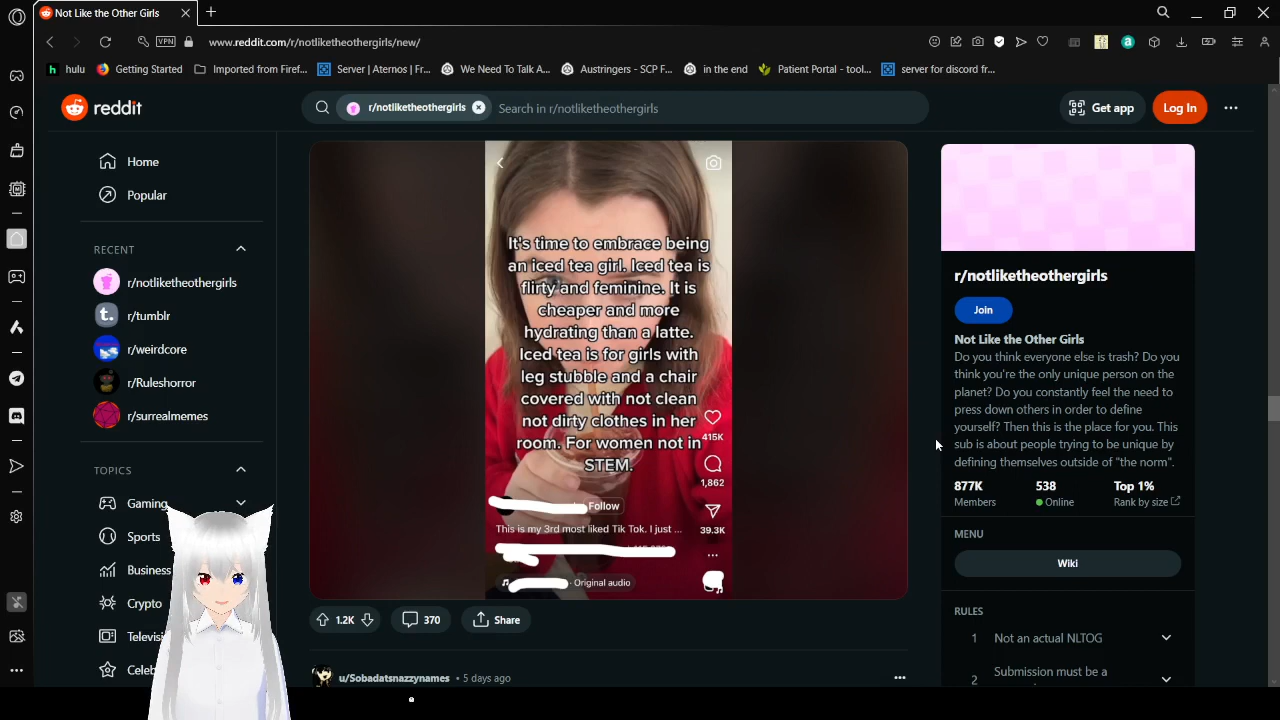 Not Like the Other Girls
VPN
www.reddit.com/r/notliketheothergirls/new/
h hulu
Getting Started
Imported from Firef...
Server | Aternos | Fr...
We Need To Talk A...
Austringers - SCP F...
in the end
Patient Portal - tool...
server for discord fr...
reddit
r/notliketheothergirls
Search in r/notliketheothergirls
Get app
Log In
Home
Popular
RECENT
r/notliketheothergirls
r/tumblr
r/weirdcore
r/Ruleshorror
r/surrealmemes
TOPICS
Gaming
Sports
Business
Crypto
Televisi
Celeb
It's time to embrace being
an iced tea girl. Iced tea is
flirty and feminine. It is
cheaper and more
hydrating than a latte.
Iced tea is for girls with
leg stubble and a chair
covered with not clean
not dirty clothes in her
room. For women not in
STEM.
415K
1,862
39.3K
Follow
This is my 3rd most liked Tik Tok. I just ...
· Original audio
1.2K
370
Share
u/Sobadatsnazzynames • 5 days ago
r/notliketheothergirls
Join
Not Like the Other Girls
Do you think everyone else is trash? Do you
think you're the only unique person on the
planet? Do you constantly feel the need to
press down others in order to define
yourself? Then this is the place for you. This
sub is about people trying to be unique by
defining themselves outside of "the norm".
877K
Members
538
Online
Top 1%
Rank by size
MENU
Wiki
RULES
1 Not an actual NLTOG
2 Submission must be a